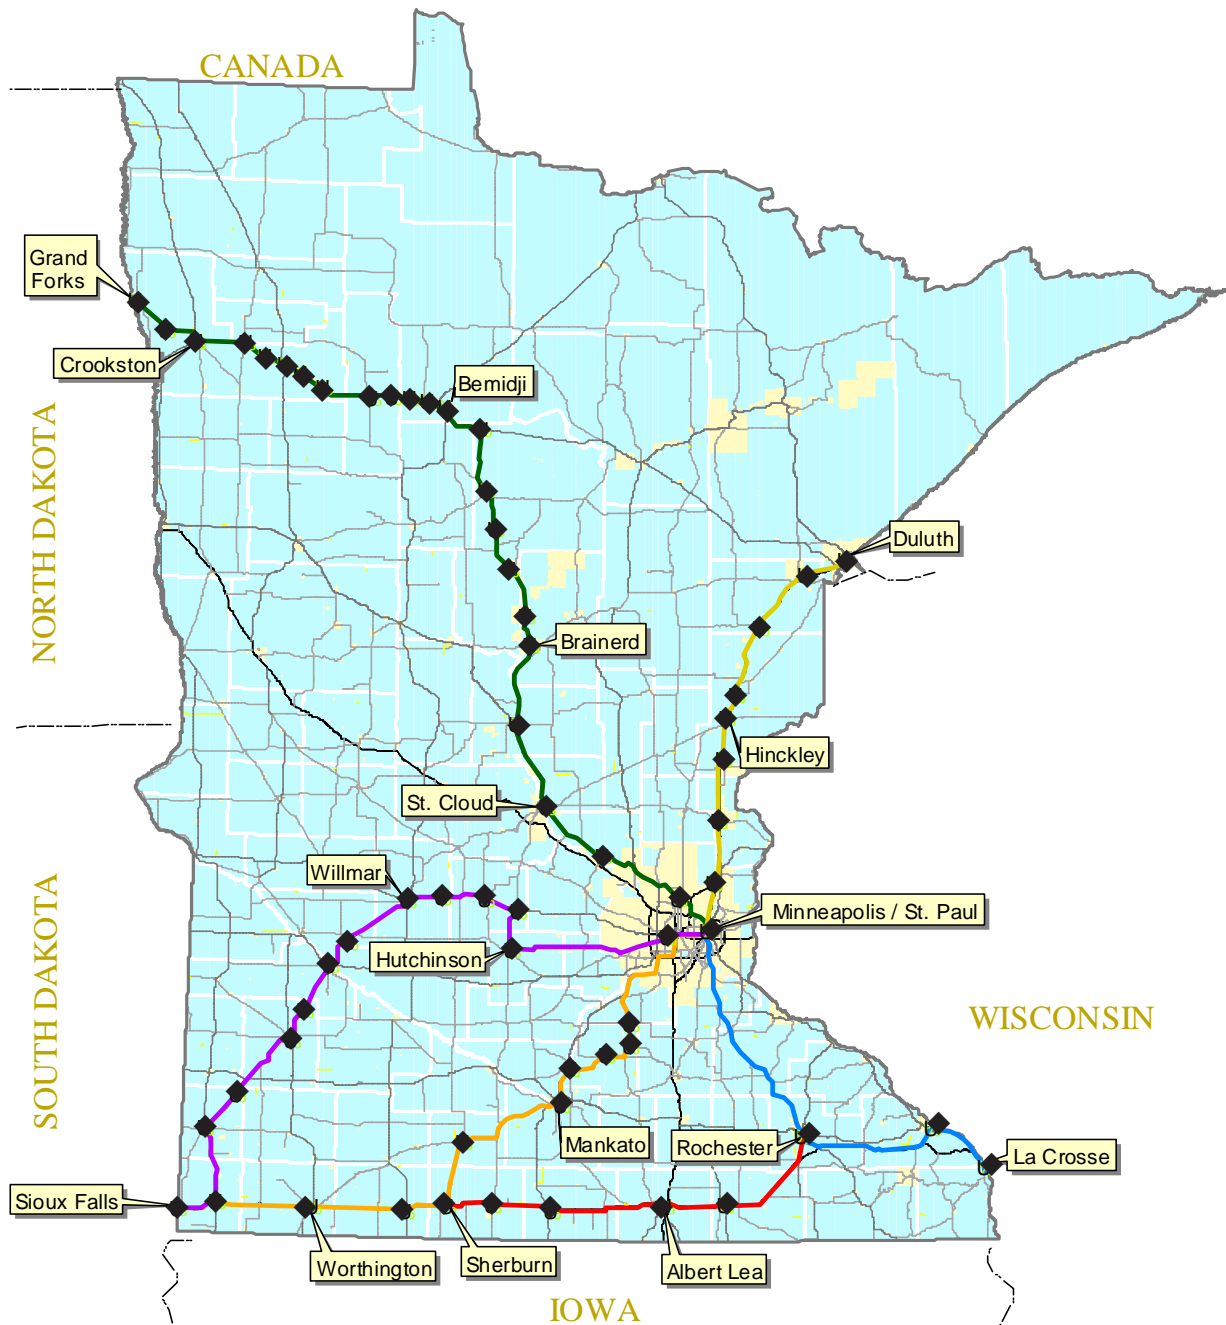 CANADA
Grand
Forks
Crookston
Bemidji
NORTH DAKOTA
Duluth
Brainerd
Hinckley
St. Cloud
Willmar
Minneapolis / St. Paul
Hutchinson
SOUTH DAKOTA
WISCONSIN
Mankato
Rochester
La Crosse
Sioux Falls
Worthington
Sherburn
Albert Lea
IOWA